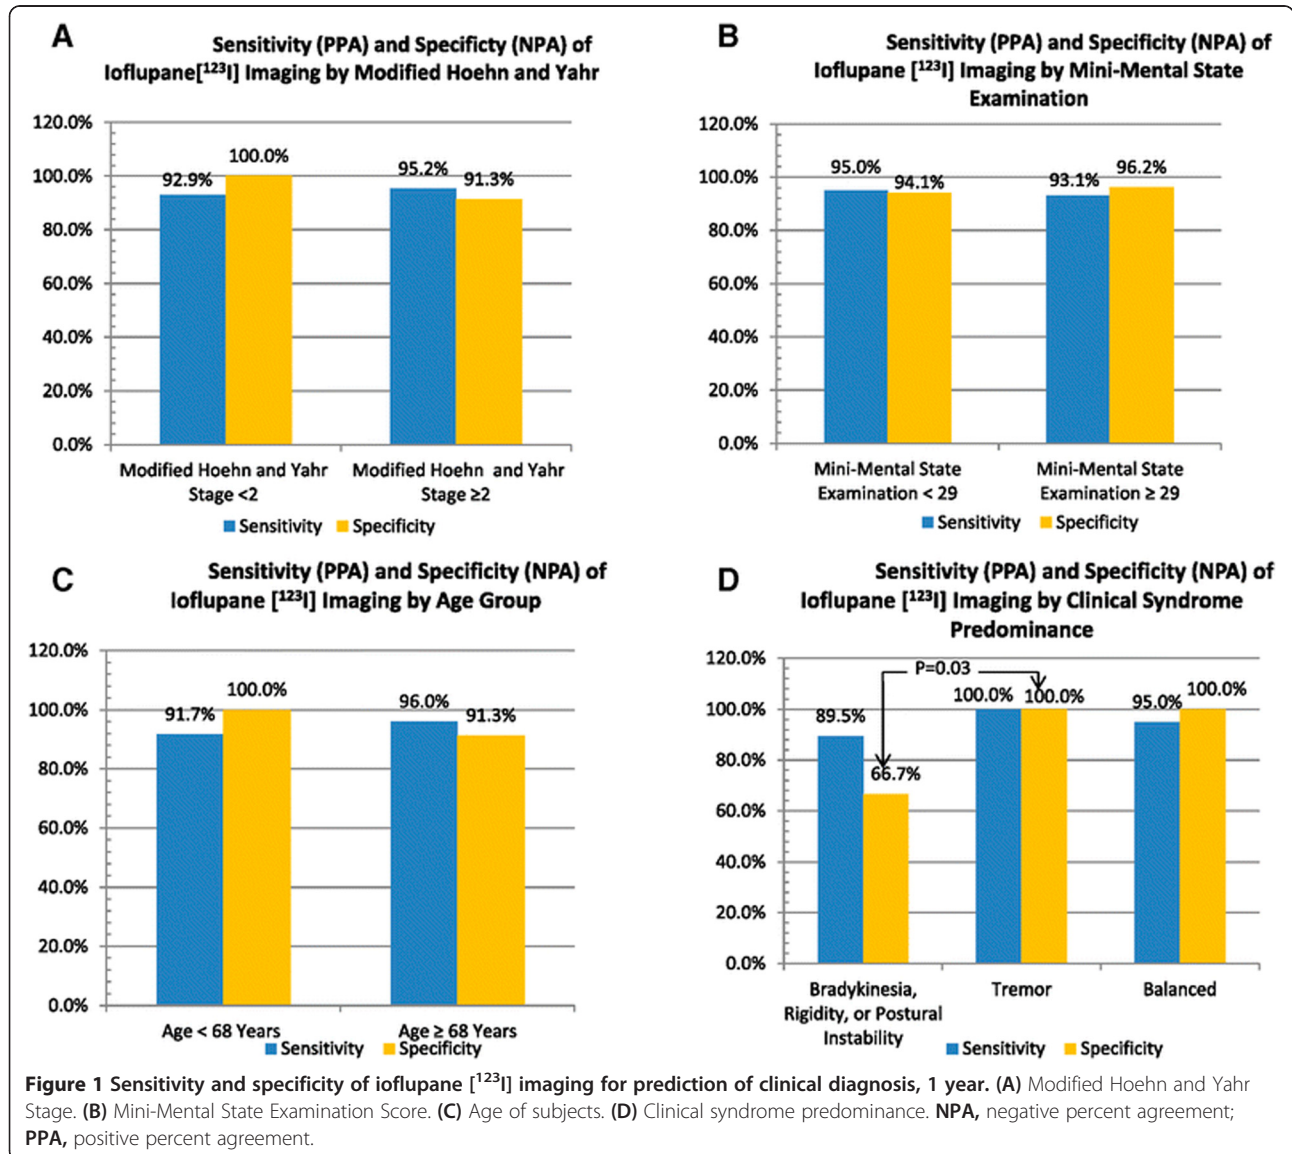 A
Sensitivity (PPA) and Specificty (NPA) of
Ioflupane[¹²³I] Imaging by Modified Hoehn and Yahr
120.0%
100.0%
80.0%
60.0%
40.0%
20.0%
0.0%
92.9%
100.0%
95.2%
91.3%
Modified Hoehn and Yahr
Stage <2
Modified Hoehn and Yahr
Stage ≥2
Sensitivity
Specificity
B
Sensitivity (PPA) and Specificity (NPA) of
Ioflupane [¹²³I] Imaging by Mini-Mental State
Examination
120.0%
100.0%
80.0%
60.0%
40.0%
20.0%
0.0%
95.0%
94.1%
93.1%
96.2%
Mini-Mental State
Examination < 29
Mini-Mental State
Examination ≥ 29
Sensitivity
Specificity
C
Sensitivity (PPA) and Specificity (NPA) of
Ioflupane [¹²³I] Imaging by Age Group
120.0%
100.0%
80.0%
60.0%
40.0%
20.0%
0.0%
91.7%
100.0%
96.0%
91.3%
Age < 68 Years
Age ≥ 68 Years
Sensitivity
Specificity
D
Sensitivity (PPA) and Specificity (NPA) of
Ioflupane [¹²³I] Imaging by Clinical Syndrome
Predominance
120.0%
100.0%
80.0%
60.0%
40.0%
20.0%
0.0%
P=0.03
89.5%
66.7%
100.0%
100.0%
95.0%
100.0%
Bradykinesia,
Rigidity, or Postural
Instability
Tremor
Balanced
Sensitivity
Specificity
Figure 1 Sensitivity and specificity of ioflupane [¹²³I] imaging for prediction of clinical diagnosis, 1 year. (A) Modified Hoehn and Yahr
Stage. (B) Mini-Mental State Examination Score. (C) Age of subjects. (D) Clinical syndrome predominance. NPA, negative percent agreement;
PPA, positive percent agreement.